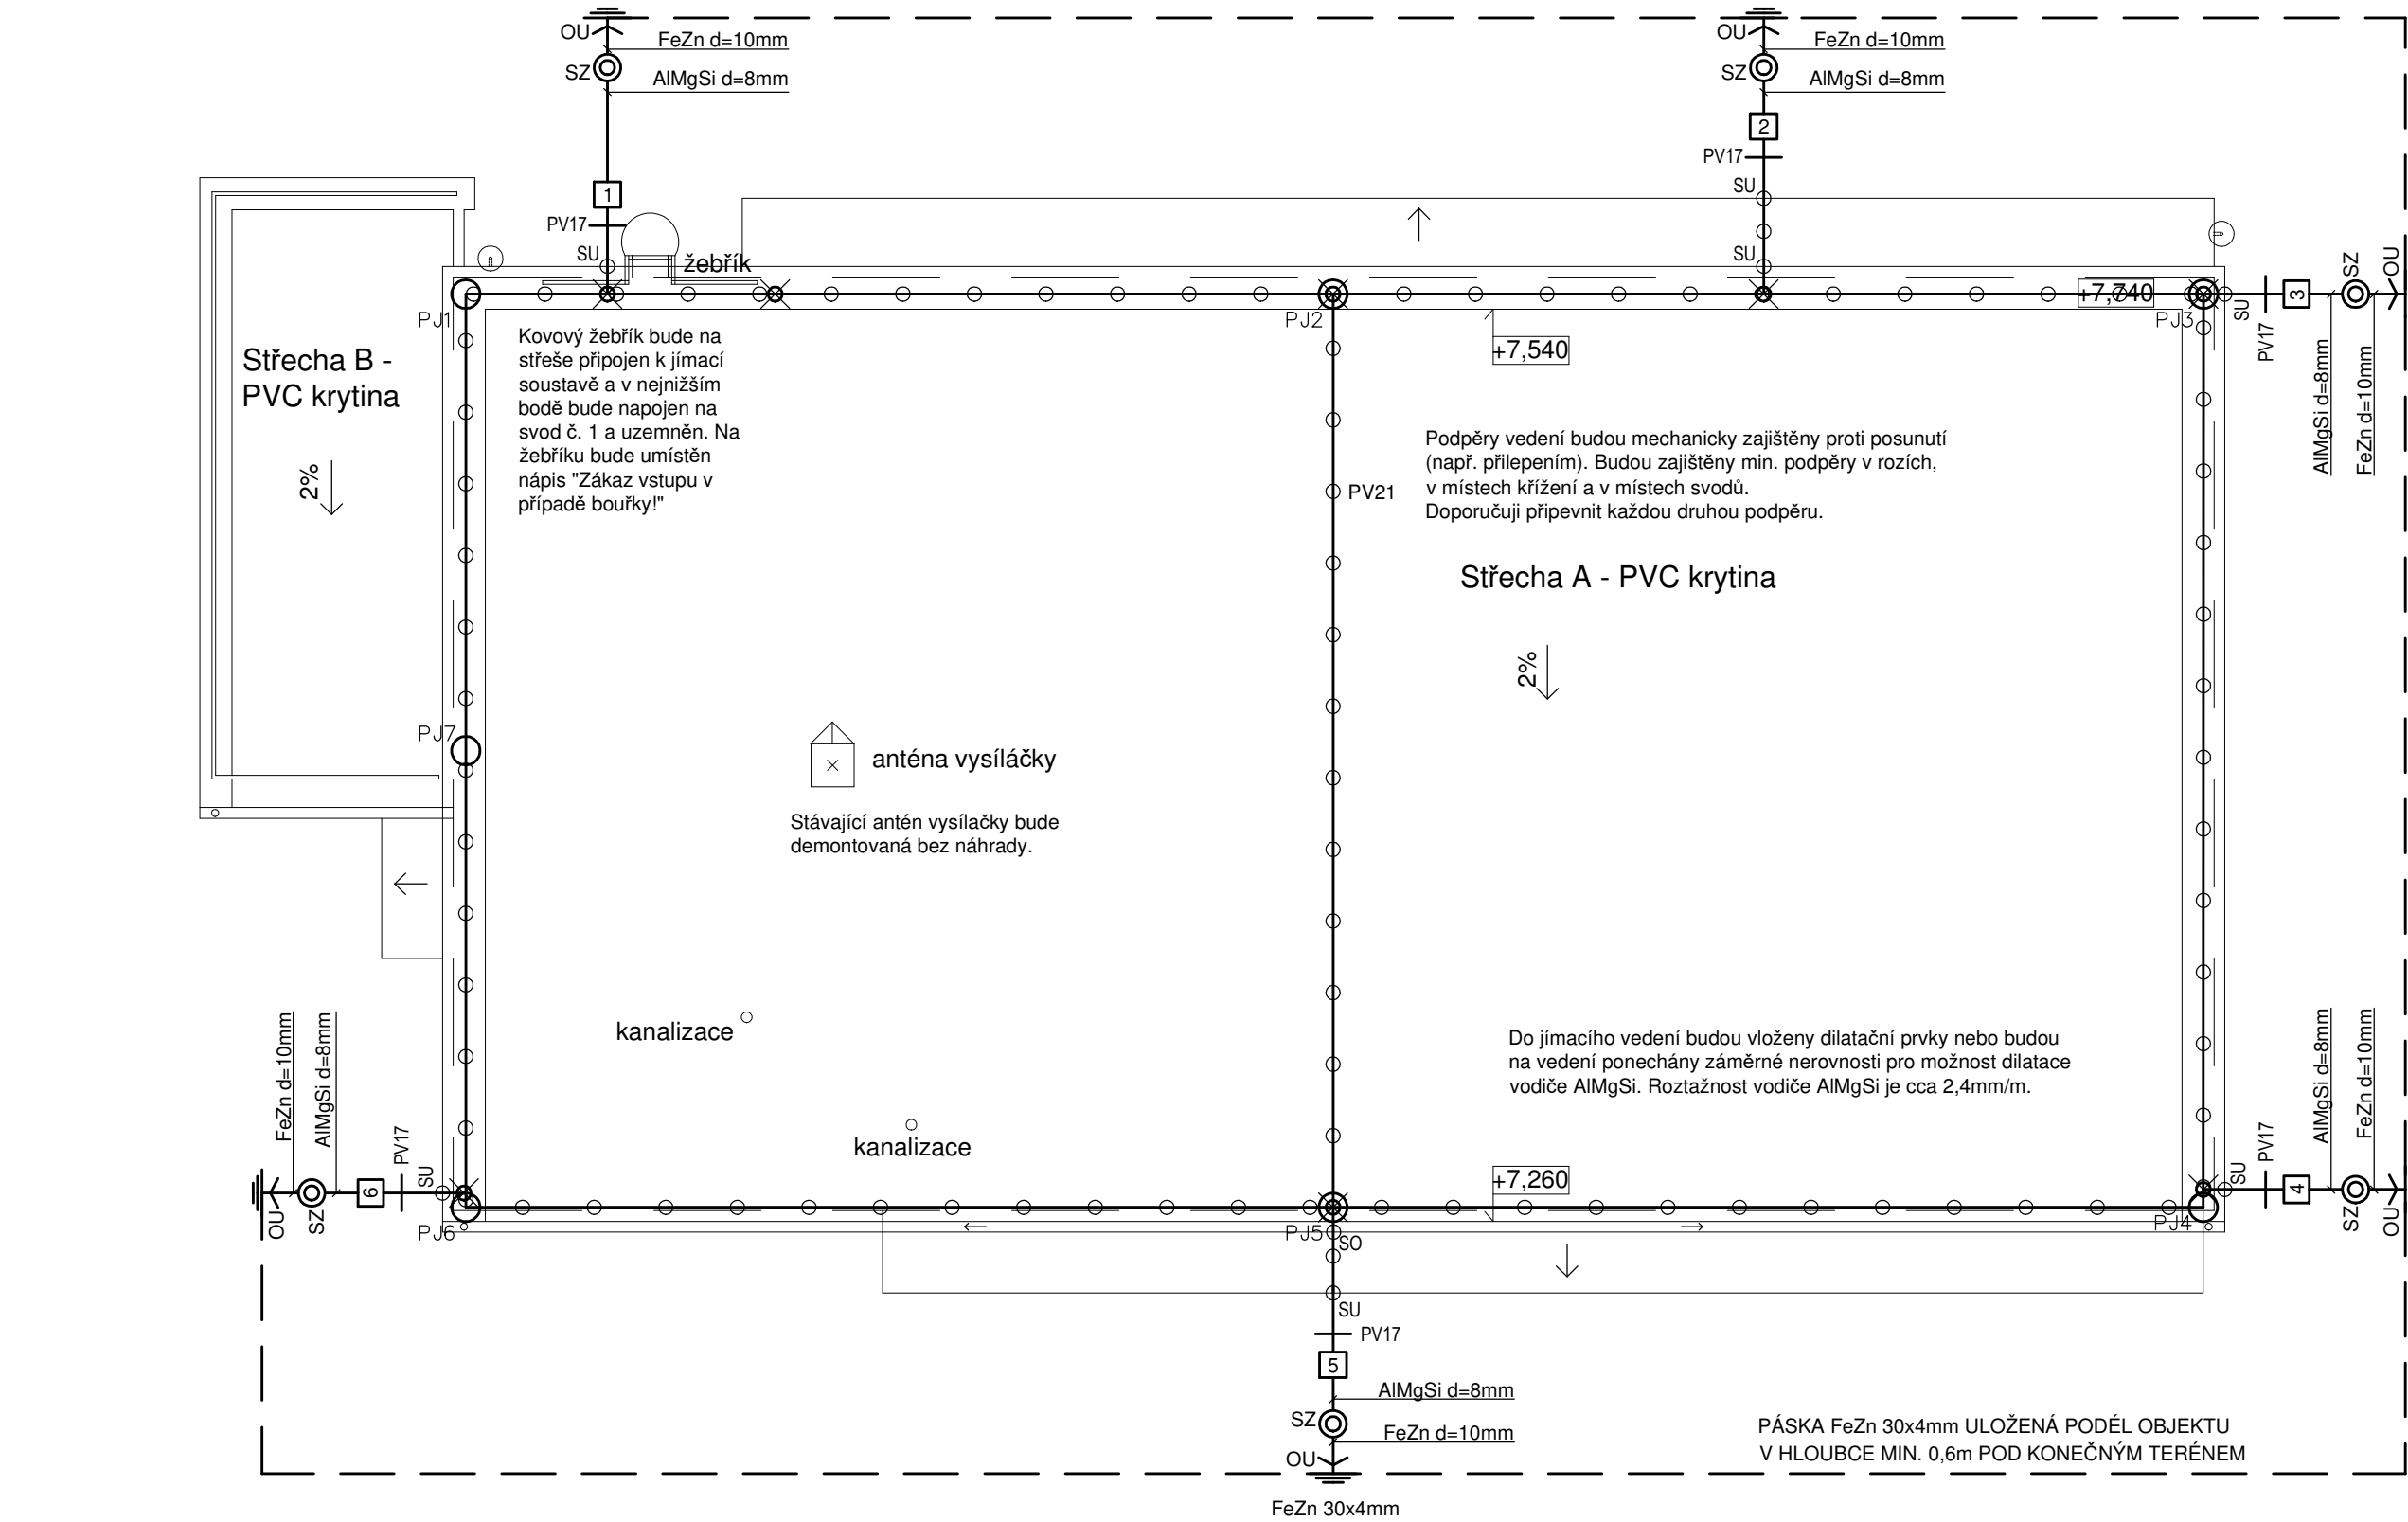 OU
FeZn d=10mm
SZ
AlMgSi d=8mm
1
PV17
SU
žebřík
OU
FeZn d=10mm
SZ
AlMgSi d=8mm
2
PV17
SU
SU
PJ1
PJ2
+7,740
PJ3
SU
PV17
3
SZ
OU
AlMgSi d=8mm
FeZn d=10mm
Střecha B -
PVC krytina
2%
Kovový žebřík bude na
střeše připojen k jímací
soustavě a v nejnižším
bodě bude napojen na
svod č. 1 a uzemněn. Na
žebříku bude umístěn
nápis "Zákaz vstupu v
případě bouřky!"
+7,540
PV21
Podpěry vedení budou mechanicky zajištěny proti posunutí
(např. přilepením). Budou zajištěny min. podpěry v rozích,
v místech křížení a v místech svodů.
Doporučuji připevnit každou druhou podpěru.
Střecha A - PVC krytina
2%
PJ7
anténa vysíláčky
Stávající antén vysílačky bude
demontovaná bez náhrady.
kanalizace
kanalizace
Do jímacího vedení budou vloženy dilatační prvky nebo budou
na vedení ponechány záměrné nerovnosti pro možnost dilatace
vodiče AlMgSi. Roztažnost vodiče AlMgSi je cca 2,4mm/m.
FeZn d=10mm
AlMgSi d=8mm
PV17
SU
6
SZ
OU
PJ6
+7,260
PJ5
SO
PJ4
SU
PV17
4
SZ
OU
AlMgSi d=8mm
FeZn d=10mm
SU
PV17
5
AlMgSi d=8mm
SZ
FeZn d=10mm
OU
FeZn 30x4mm
PÁSKA FeZn 30x4mm ULOŽENÁ PODÉL OBJEKTU
V HLOUBCE MIN. 0,6m POD KONEČNÝM TERÉNEM